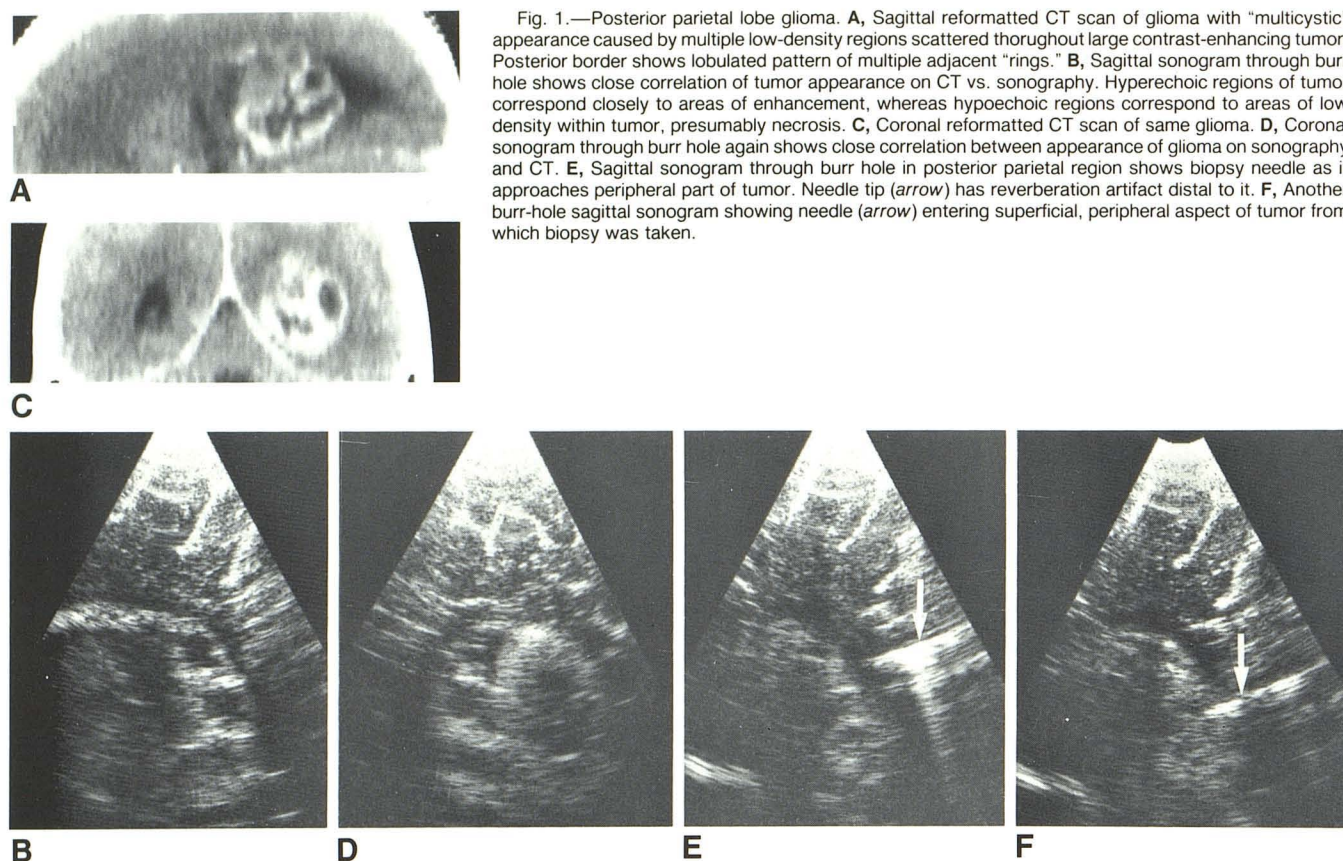 Fig. 1.—Posterior parietal lobe glioma. A, Sagittal reformatted CT scan of glioma with "multicystic
appearance caused by multiple low-density regions scattered thorughout large contrast-enhancing tumor
Posterior border shows lobulated pattern of multiple adjacent "rings." B, Sagittal sonogram through bur
hole shows close correlation of tumor appearance on CT vs. sonography. Hyperechoic regions of tumo
correspond closely to areas of enhancement, whereas hypoechoic regions correspond to areas of low
density within tumor, presumably necrosis. C, Coronal reformatted CT scan of same glioma. D, Corona
sonogram through burr hole again shows close correlation between appearance of glioma on sonography
and CT. E, Sagittal sonogram through burr hole in posterior parietal region shows biopsy needle as i
approaches peripheral part of tumor. Needle tip (arrow) has reverberation artifact distal to it. F, Anothe
burr-hole sagittal sonogram showing needle (arrow) entering superficial, peripheral aspect of tumor from
which biopsy was taken.
A
C
B D E F